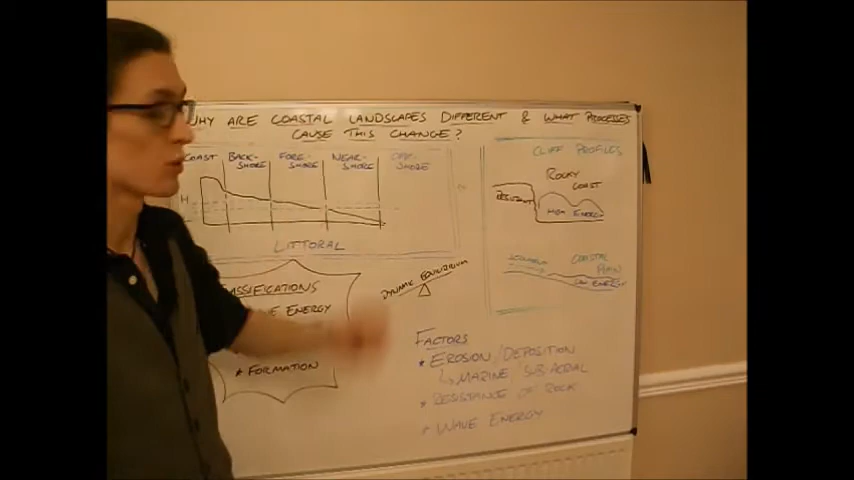 WHY ARE COASTAL LANDSCAPES DIFFERENT & WHAT PROCESSES
CAUSE THIS CHANGE?
COAST
BACK-
SHORE
FORE-
SHORE
NEAR-
SHORE
OFF-
SHORE
H
LITTORAL
CLIFF PROFILES
ROCKY
COAST
RESISTANT
HIGH ENERGY
COASTAL
PLAIN
LOW ENERGY
ASSIFICATIONS
E ENERGY
* FORMATION
DYNAMIC EQUILIBRIUM
FACTORS
* EROSION/DEPOSITION
↳ MARINE/SUB AERIAL
* RESISTANCE OF ROCK
* WAVE ENERGY